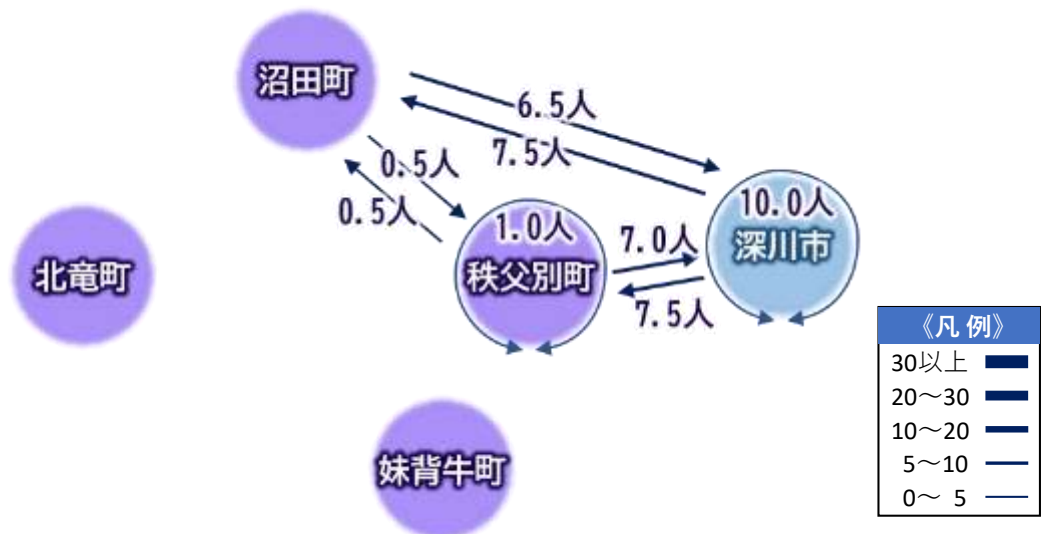 沼田町
6.5人
7.5人
0.5人
0.5人
10.0人
深川市
1.0人
秩父別町
7.0人
7.5人
北竜町
妹背牛町
《凡 例》
30以上
20～30
10～20
5～10
0～ 5